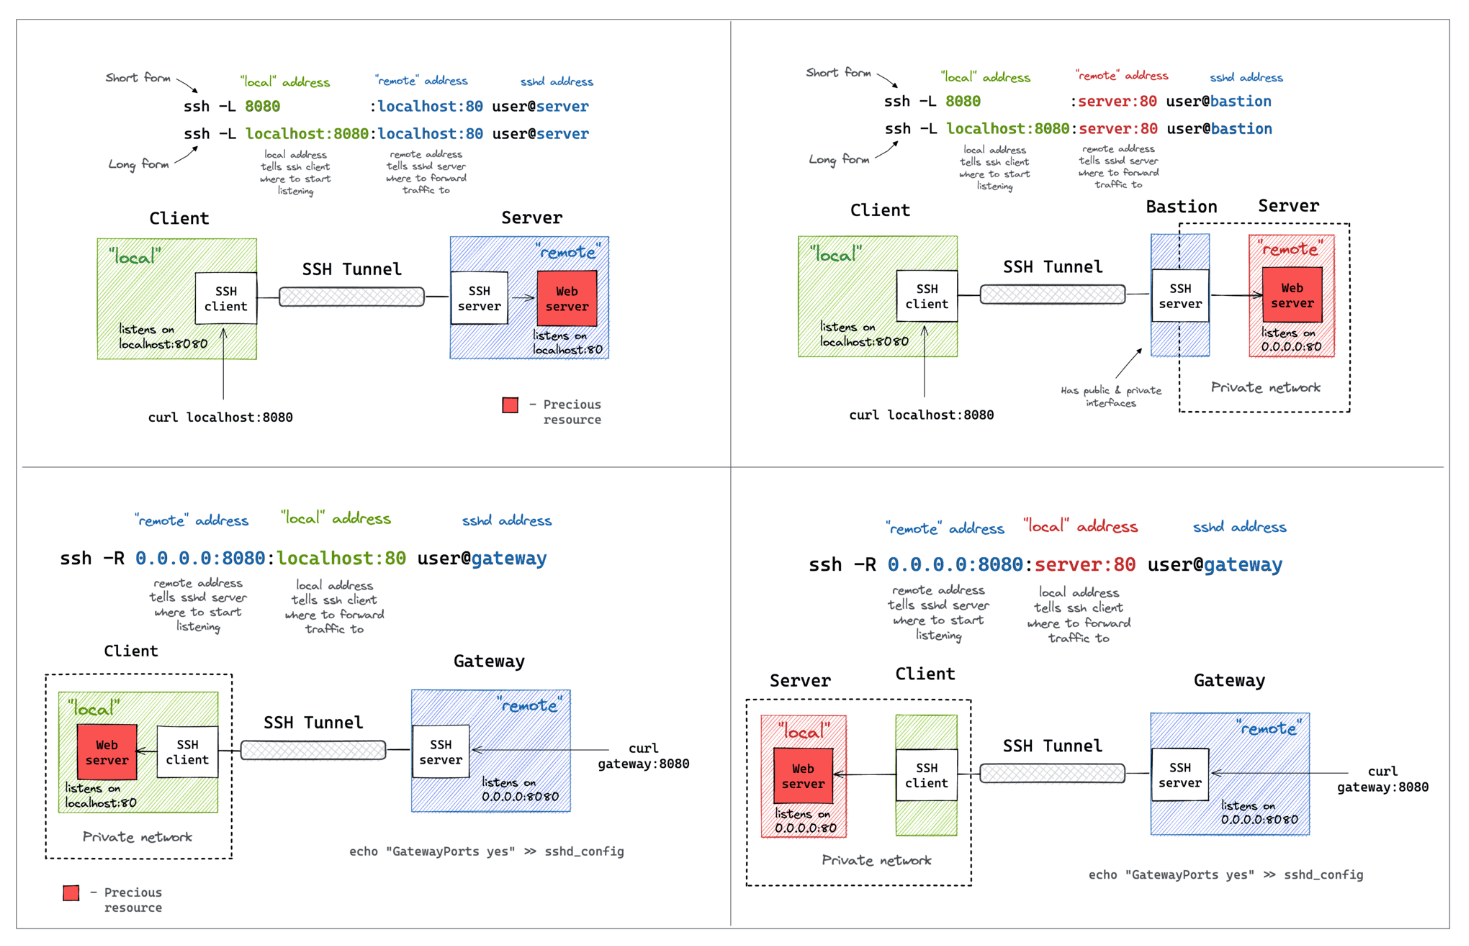 Short form
"local" address
"remote" address
sshd address
ssh -L 8080 :localhost:80 user@server
ssh -L localhost:8080:localhost:80 user@server
Long form
local address
tells ssh client
where to start
listening
remote address
tells sshd server
where to forward
traffic to
Client
Server
"local"
SSH
client
listens on
localhost:8080
SSH Tunnel
SSH
server
"remote"
Web
server
listens on
localhost:80
curl localhost:8080
- Precious
resource
Short form
"local" address
"remote" address
sshd address
ssh -L 8080 :server:80 user@bastion
ssh -L localhost:8080:server:80 user@bastion
Long form
local address
tells ssh client
where to start
listening
remote address
tells sshd server
where to forward
traffic to
Client
Bastion
Server
"local"
SSH
client
listens on
localhost:8080
SSH Tunnel
SSH
server
"remote"
Web
server
listens on
0.0.0.0:80
Private network
Has public & private
interfaces
curl localhost:8080
"remote" address
"local" address
sshd address
ssh -R 0.0.0.0:8080:localhost:80 user@gateway
remote address
tells sshd server
where to start
listening
local address
tells ssh client
where to forward
traffic to
Client
Gateway
"local"
Web
server
SSH
client
listens on
localhost:80
Private network
SSH Tunnel
"remote"
SSH
server
listens on
0.0.0.0:8080
curl
gateway:8080
echo "GatewayPorts yes" >> sshd_config
- Precious
resource
"remote" address
"local" address
sshd address
ssh -R 0.0.0.0:8080:server:80 user@gateway
remote address
tells sshd server
where to start
listening
local address
tells ssh client
where to forward
traffic to
Server
Client
Gateway
"local"
Web
server
listens on
0.0.0.0:80
SSH
client
Private network
SSH Tunnel
"remote"
SSH
server
listens on
0.0.0.0:8080
curl
gateway:8080
echo "GatewayPorts yes" >> sshd_config